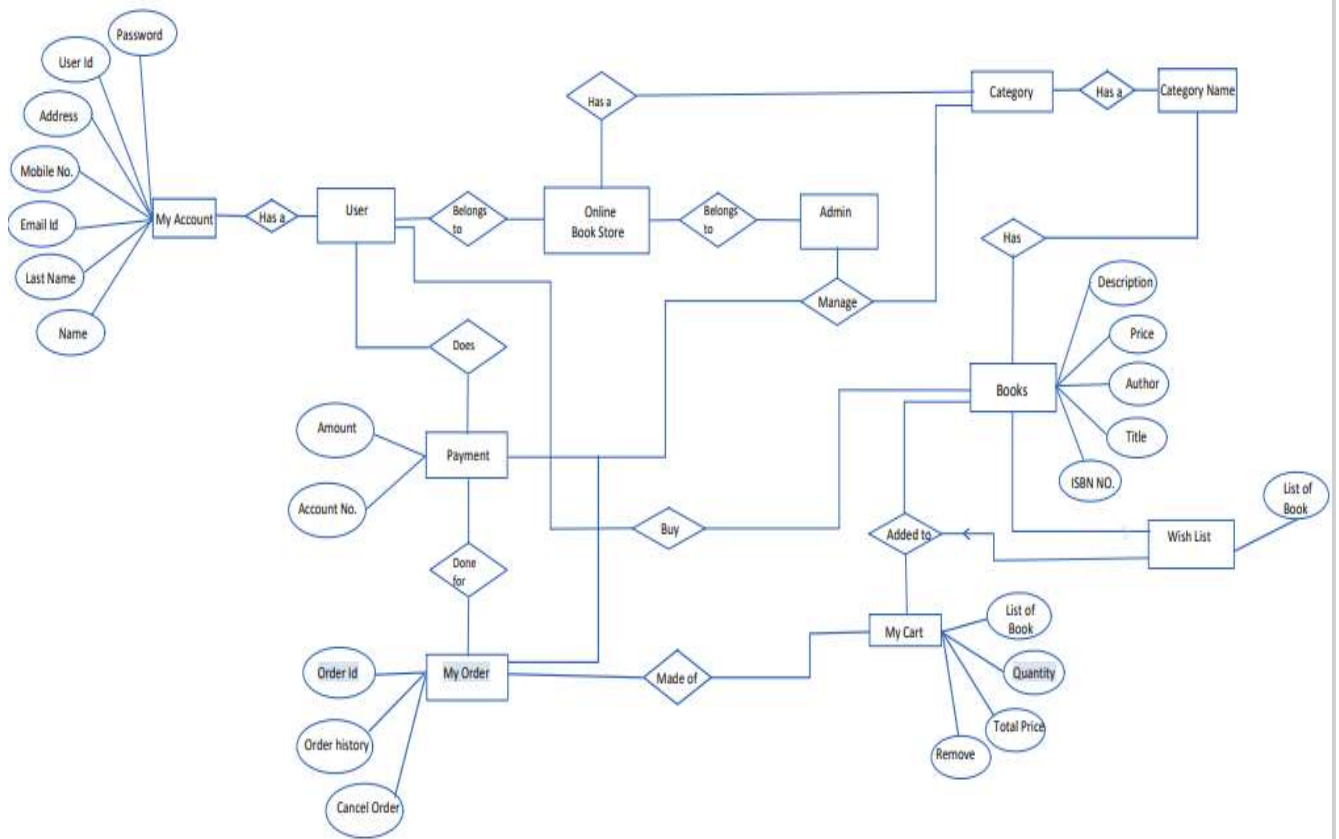 Password
User Id
Address
Mobile No.
Email Id
Last Name
Name
My Account
Has a
User
Belongs
to
Online
Book Store
Has a
Belongs
to
Admin
Manage
Category
Has a
Category Name
Has
Description
Price
Author
Title
ISBN NO.
Books
Does
Amount
Account No.
Payment
Buy
Added to
Wish List
List of
Book
Done
for
My Order
Order Id
Order history
Cancel Order
Made of
My Cart
List of
Book
Quantity
Total Price
Remove